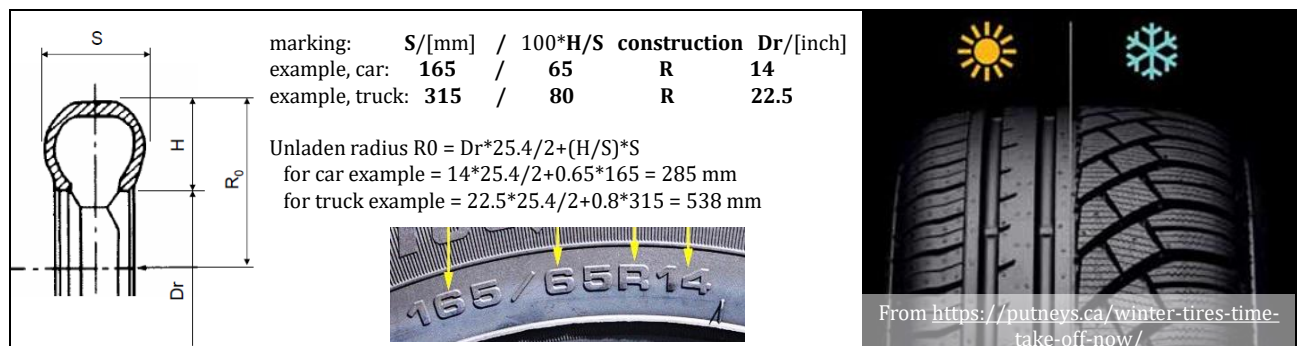 S
H
R0
Dr
marking: S/[mm] / 100*H/S construction Dr/[inch]
example, car: 165 / 65 R 14
example, truck: 315 / 80 R 22.5
Unladen radius R0 = Dr*25.4/2+(H/S)*S
for car example = 14*25.4/2+0.65*165 = 285 mm
for truck example = 22.5*25.4/2+0.8*315 = 538 mm
165/65R14
From https://putneys.ca/winter-tires-time-
take-off-now/